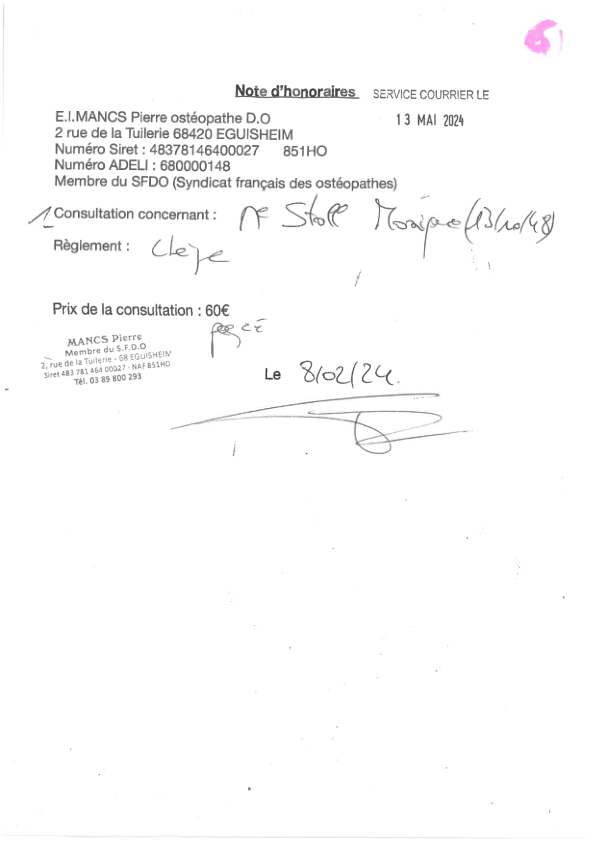 Note d'honoraires SERVICE COURRIER LE
13 MAI 2024
E.I.MANCS Pierre ostéopathe D.O
2 rue de la Tuilerie 68420 EGUISHEIM
Numéro Siret : 48378146400027 851HO
Numéro ADELI : 680000148
Membre du SFDO (Syndicat français des ostéopathes)
1 Consultation concernant : Stoll Monique (13/10/48)
Règlement : Chèque
Prix de la consultation : 60€
payé
MANCS Pierre
Membre du S.F.D.O
2, rue de la Tuilerie - 68 EGUISHEIM
Siret 483 781 464 00027 - NAF 851HO
Tél. 03 89 800 293
Le 8/02/24.